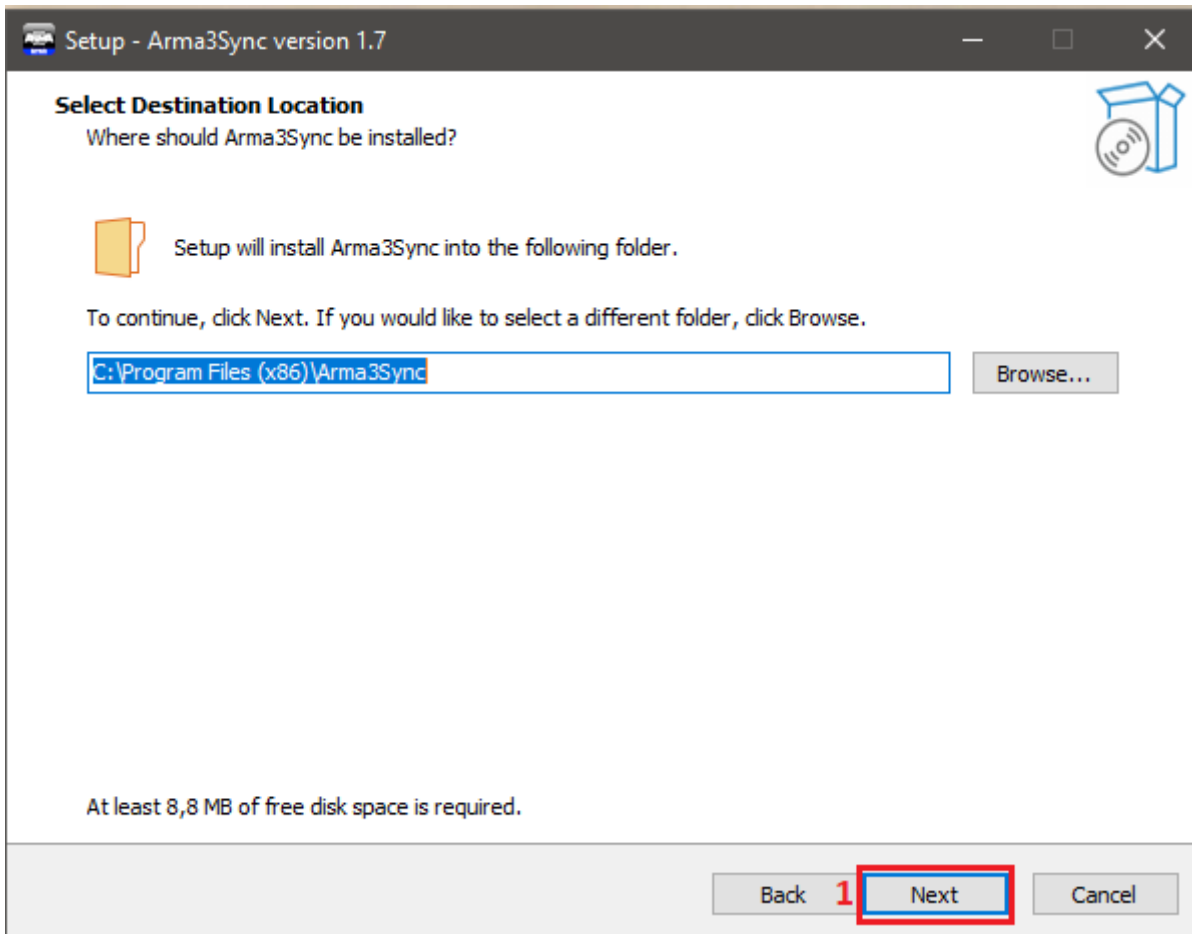 Setup - Arma3Sync version 1.7
Select Destination Location
Where should Arma3Sync be installed?
Setup will install Arma3Sync into the following folder.
To continue, click Next. If you would like to select a different folder, click Browse.
C:\Program Files (x86)\Arma3Sync
Browse...
At least 8,8 MB of free disk space is required.
Back 1 Next Cancel